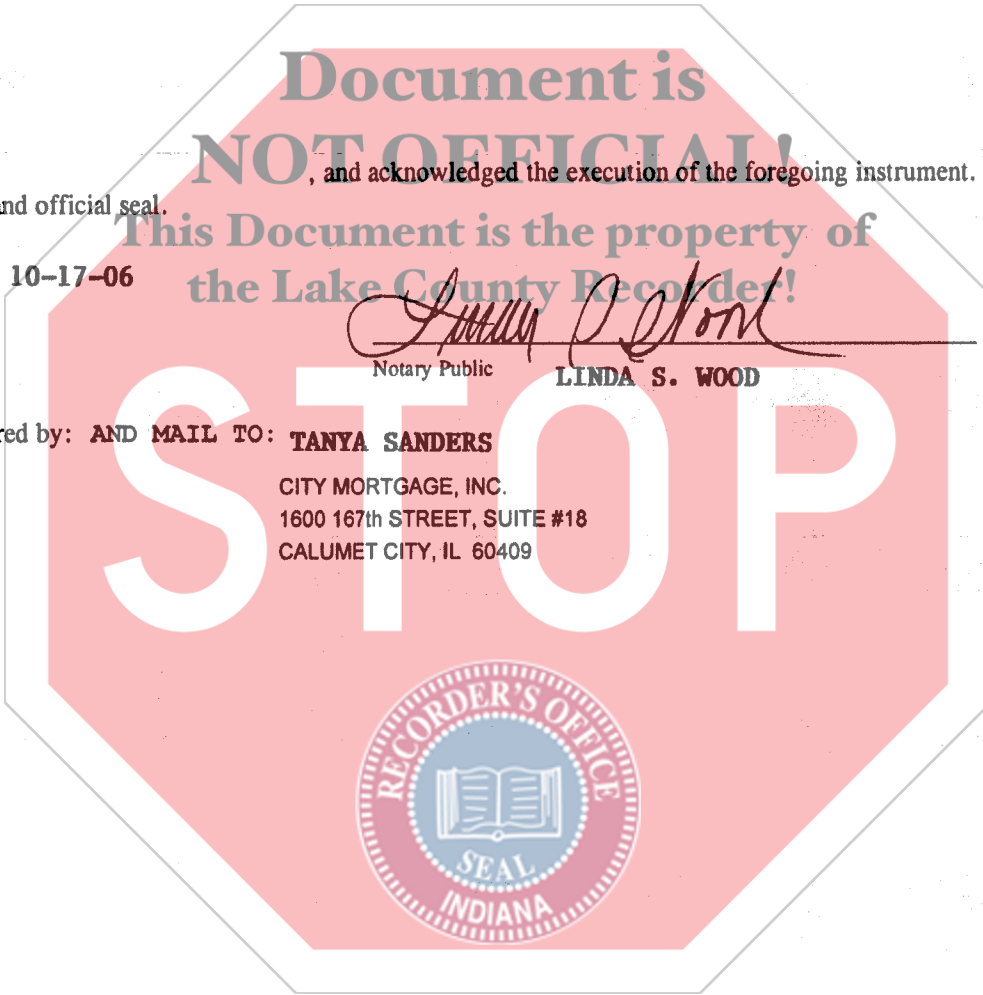 Document is
NOT OFFICIAL!
, and acknowledged the execution of the foregoing instrument.
nd official seal.
This Document is the property of
the Lake County Recorder!
10-17-06
Notary Public
LINDA S. WOOD
red by: AND MAIL TO: TANYA SANDERS
CITY MORTGAGE, INC.
1600 167th STREET, SUITE #18
CALUMET CITY, IL 60409
STOP
RECORDER'S OFFICE
SEAL
INDIANA